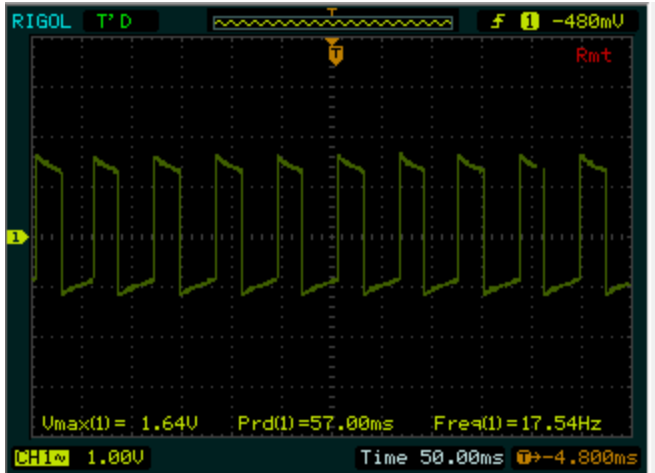 RIGOL T'D T 1 -480mV
T
Rmt
1
Vmax(1)= 1.64V Prd(1)=57.00ms Freq(1)=17.54Hz
CH1~ 1.00V Time 50.00ms T→-4.800ms